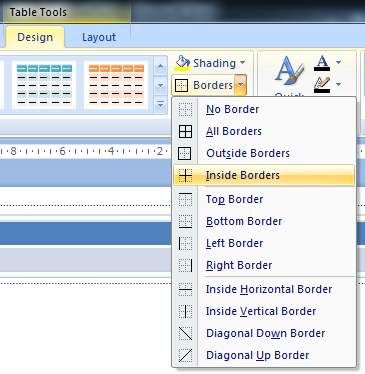 Table Tools
Design Layout
Shading
Borders
No Border
All Borders
Outside Borders
Inside Borders
Top Border
Bottom Border
Left Border
Right Border
Inside Horizontal Border
Inside Vertical Border
Diagonal Down Border
Diagonal Up Border
A A
8 6 4 2